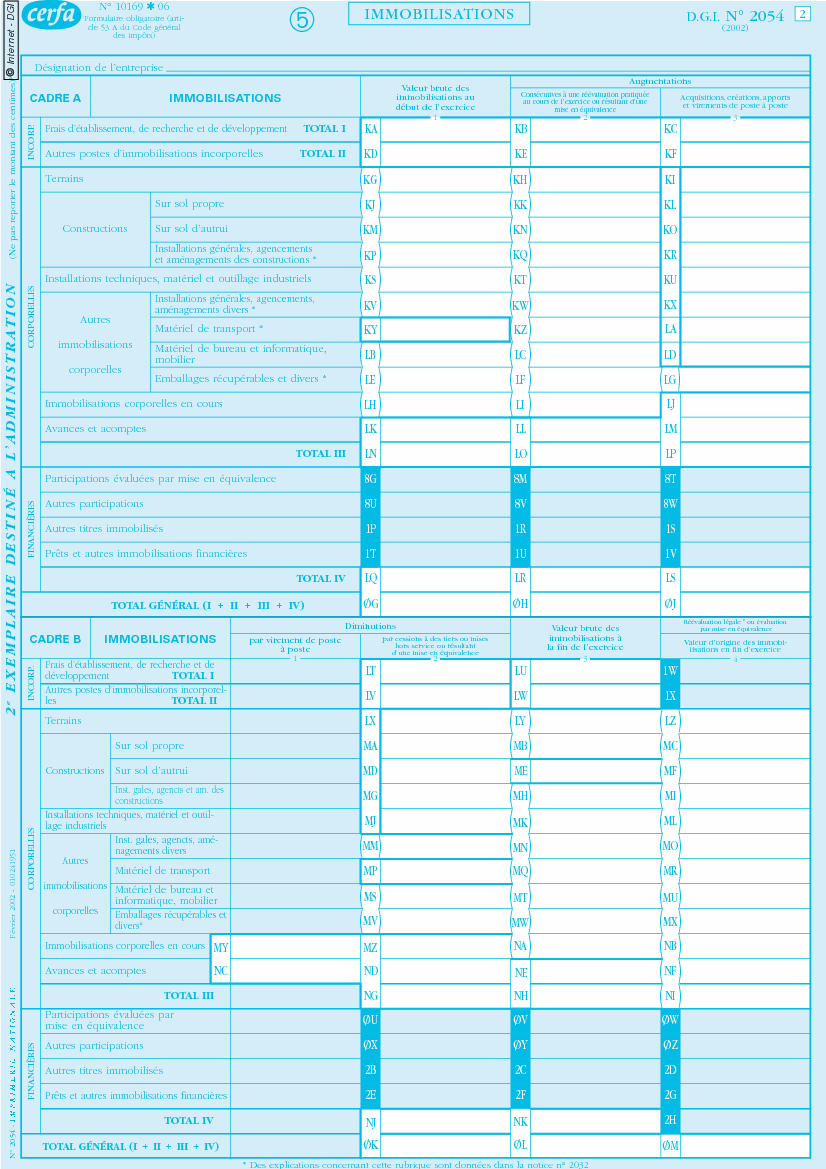 cerfa
N° 10169 ✱ 06
Formulaire obligatoire (arti-
cle 53 A du Code général
des impôts)
5
IMMOBILISATIONS
D.G.I. N° 2054
(2002)
2
© Internet - DGI
(Ne pas reporter le montant des centimes)
2e EXEMPLAIRE DESTINÉ A L'ADMINISTRATION
N° 2054 - IMPRIMERIE NATIONALE
Désignation de l'entreprise
CADRE A
IMMOBILISATIONS
Valeur brute des
immobilisations au
début de l'exercice
1
Augmentations
Consécutives à une réévaluation pratiquée
au cours de l'exercice ou résultant d'une
mise en équivalence
2
Acquisitions, créations, apports
et virements de poste à poste
3
INCORP.
Frais d'établissement, de recherche et de développement TOTAL I KA KB KC
Autres postes d'immobilisations incorporelles TOTAL II KD KE KF
CORPORELLES
Terrains KG KH KI
Constructions
Sur sol propre KJ KK KL
Sur sol d'autrui KM KN KO
Installations générales, agencements
et aménagements des constructions * KP KQ KR
Installations techniques, matériel et outillage industriels KS KT KU
Autres
immobilisations
corporelles
Installations générales, agencements,
aménagements divers * KV KW KX
Matériel de transport * KY KZ LA
Matériel de bureau et informatique,
mobilier LB LC LD
Emballages récupérables et divers * LE LF LG
Immobilisations corporelles en cours LH LI LJ
Avances et acomptes LK LL LM
TOTAL III LN LO LP
FINANCIÈRES
Participations évaluées par mise en équivalence 8G 8M 8T
Autres participations 8U 8V 8W
Autres titres immobilisés 1P 1R 1S
Prêts et autres immobilisations financières 1T 1U 1V
TOTAL IV LQ LR LS
TOTAL GÉNÉRAL (I + II + III + IV) ØG ØH ØJ
CADRE B
IMMOBILISATIONS
Diminutions
par virement de poste
à poste
1
par cessions à des tiers ou mises
hors service ou résultant
d'une mise en équivalence
2
Valeur brute des
immobilisations à
la fin de l'exercice
3
Réévaluation légale * ou évaluation
par mise en équivalence
Valeur d'origine des immobi-
lisations en fin d'exercice
4
INCORP.
Frais d'établissement, de recherche et de
développement TOTAL I LT LU 1W
Autres postes d'immobilisations incorporel-
les TOTAL II LV LW 1X
CORPORELLES
Terrains LX LY LZ
Constructions
Sur sol propre MA MB MC
Sur sol d'autrui MD ME MF
Inst. gales, agencts et am. des
constructions MG MH MI
Installations techniques, matériel et outil-
lage industriels MJ MK ML
Autres
immobilisations
corporelles
Inst. gales, agencts, amé-
nagements divers MM MN MO
Matériel de transport MP MQ MR
Matériel de bureau et
informatique, mobilier MS MT MU
Emballages récupérables et
divers* MV MW MX
Immobilisations corporelles en cours MY MZ NA NB
Avances et acomptes NC ND NE NF
TOTAL III NG NH NI
FINANCIÈRES
Participations évaluées par
mise en équivalence ØU ØV ØW
Autres participations ØX ØY ØZ
Autres titres immobilisés 2B 2C 2D
Prêts et autres immobilisations financières 2E 2F 2G
TOTAL IV NJ NK 2H
TOTAL GÉNÉRAL (I + II + III + IV) ØK ØL ØM
* Des explications concernant cette rubrique sont données dans la notice n° 2032